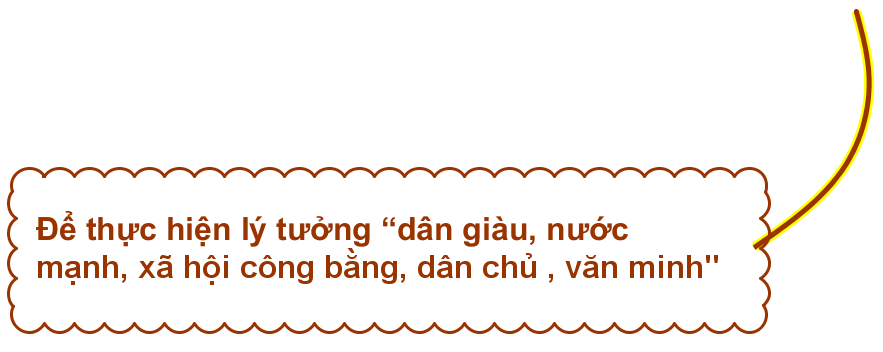 Để thực hiện lý tưởng “dân giàu, nước
mạnh, xã hội công bằng, dân chủ , văn minh"